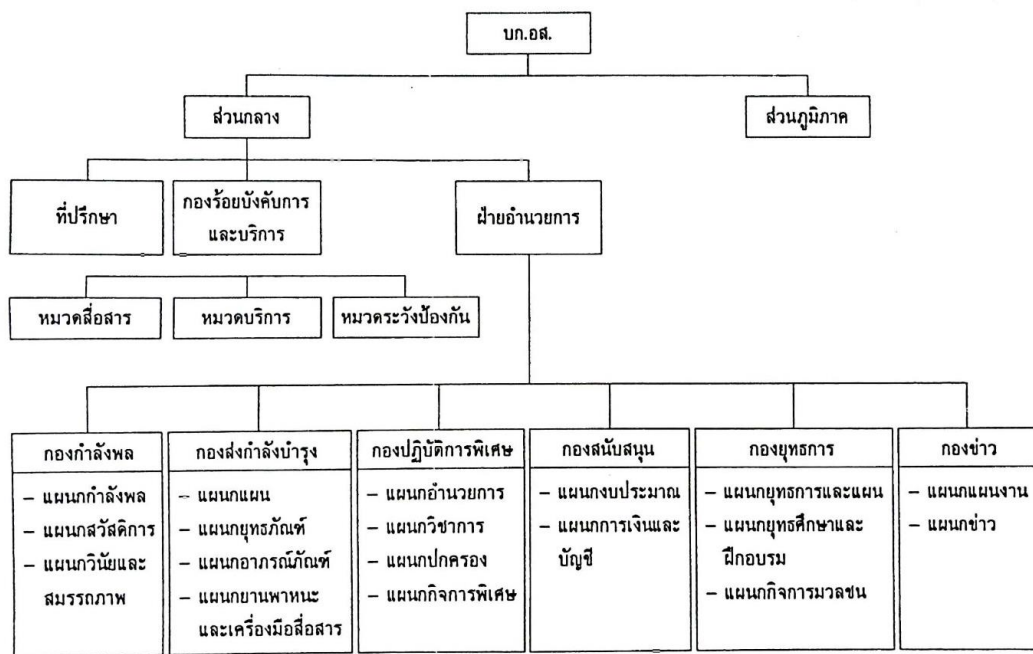 บก.อส.
ส่วนกลาง
ส่วนภูมิภาค
ที่ปรึกษา
กองร้อยบังคับการ
และบริการ
ฝ่ายอำนวยการ
หมวดสื่อสาร
หมวดบริการ
หมวดระวังป้องกัน
กองกำลังพล
– แผนกกำลังพล
– แผนกสวัสดิการ
– แผนกวินัยและ
สมรรถภาพ
กองส่งกำลังบำรุง
– แผนกแผน
– แผนกยุทธภัณฑ์
– แผนกอาภรณ์ภัณฑ์
– แผนกยานพาหนะ
และเครื่องมือสื่อสาร
กองปฏิบัติการพิเศษ
– แผนกอำนวยการ
– แผนกวิชาการ
– แผนกปกครอง
– แผนกกิจการพิเศษ
กองสนับสนุน
– แผนกงบประมาณ
– แผนกการเงินและ
บัญชี
กองยุทธการ
– แผนกยุทธการและแผน
– แผนกยุทธศึกษาและ
ฝึกอบรม
– แผนกกิจการมวลชน
กองข่าว
– แผนกแผนงาน
– แผนกข่าว